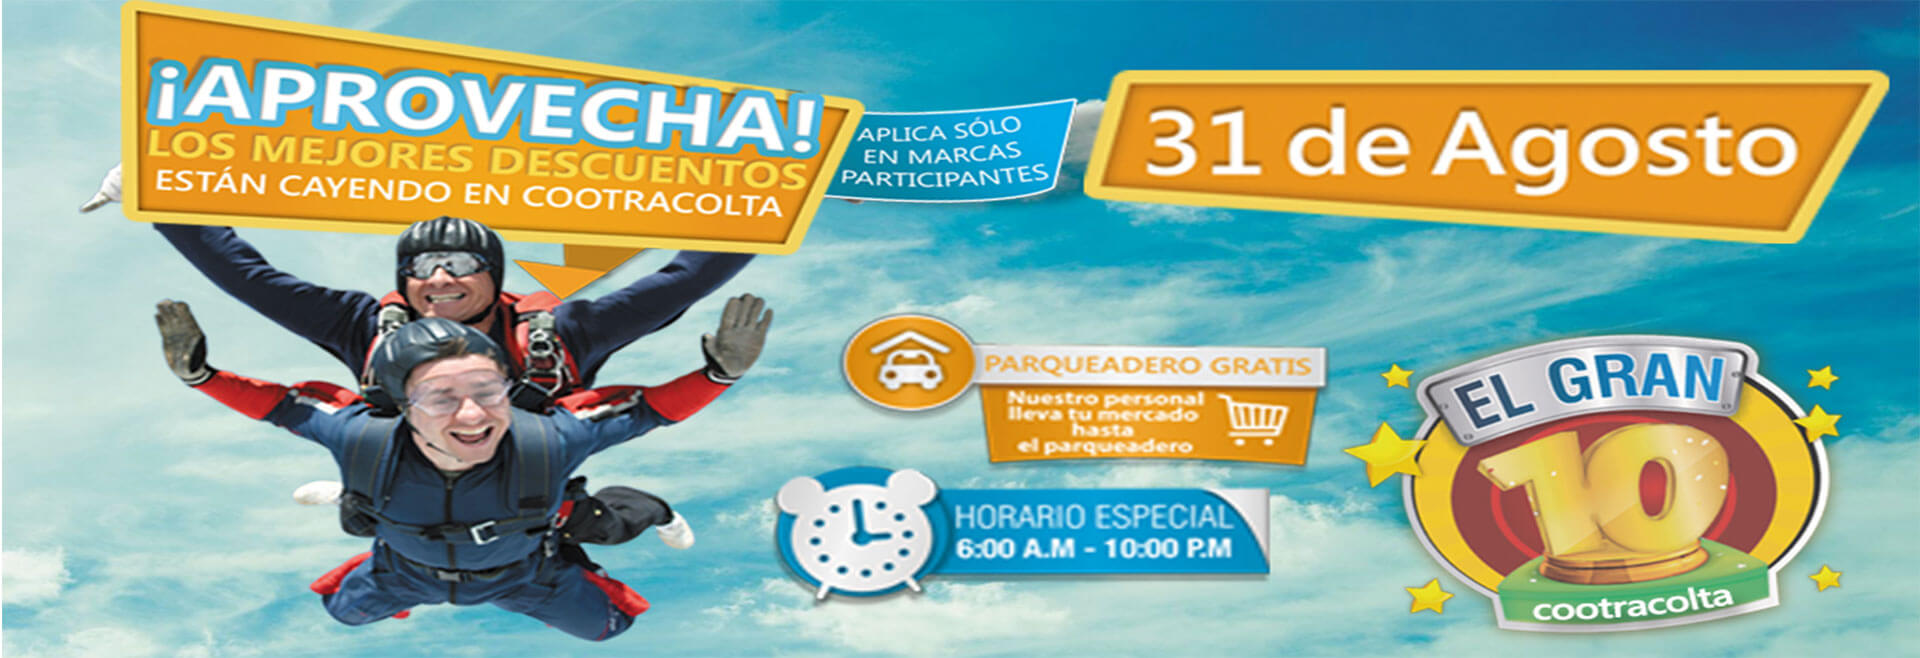 ¡APROVECHA!
LOS MEJORES DESCUENTOS
ESTÁN CAYENDO EN COOTRACOLTA
APLICA SÓLO
EN MARCAS
PARTICIPANTES
31 de Agosto
PARQUEADERO GRATIS
Nuestro personal
lleva tu mercado
hasta
el parqueadero
HORARIO ESPECIAL
6:00 A.M - 10:00 P.M
EL GRAN
10
cootracolta